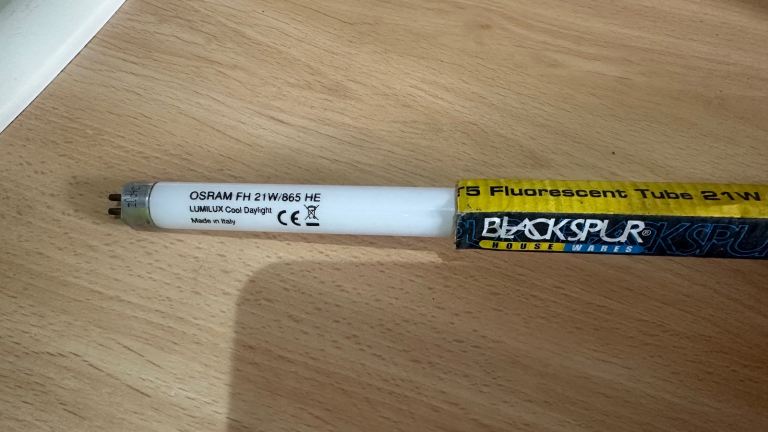 OSRAM FH 21W/865 HE
LUMILUX Cool Daylight
CE
Made in Italy
T5 Fluorescent Tube 21W
BLACKSPUR®
HOUSE WARES